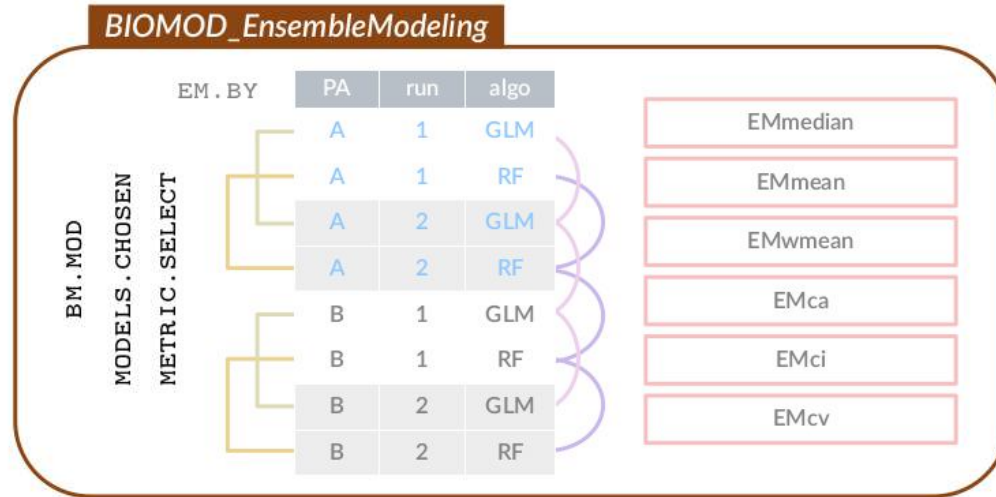 BIOMOD_EnsembleModeling
EM.BY
PA run algo
A 1 GLM
A 1 RF
A 2 GLM
A 2 RF
B 1 GLM
B 1 RF
B 2 GLM
B 2 RF
BM.MOD
MODELS.CHOSEN
METRIC.SELECT
EMmedian
EMmean
EMwmean
EMca
EMci
EMcv